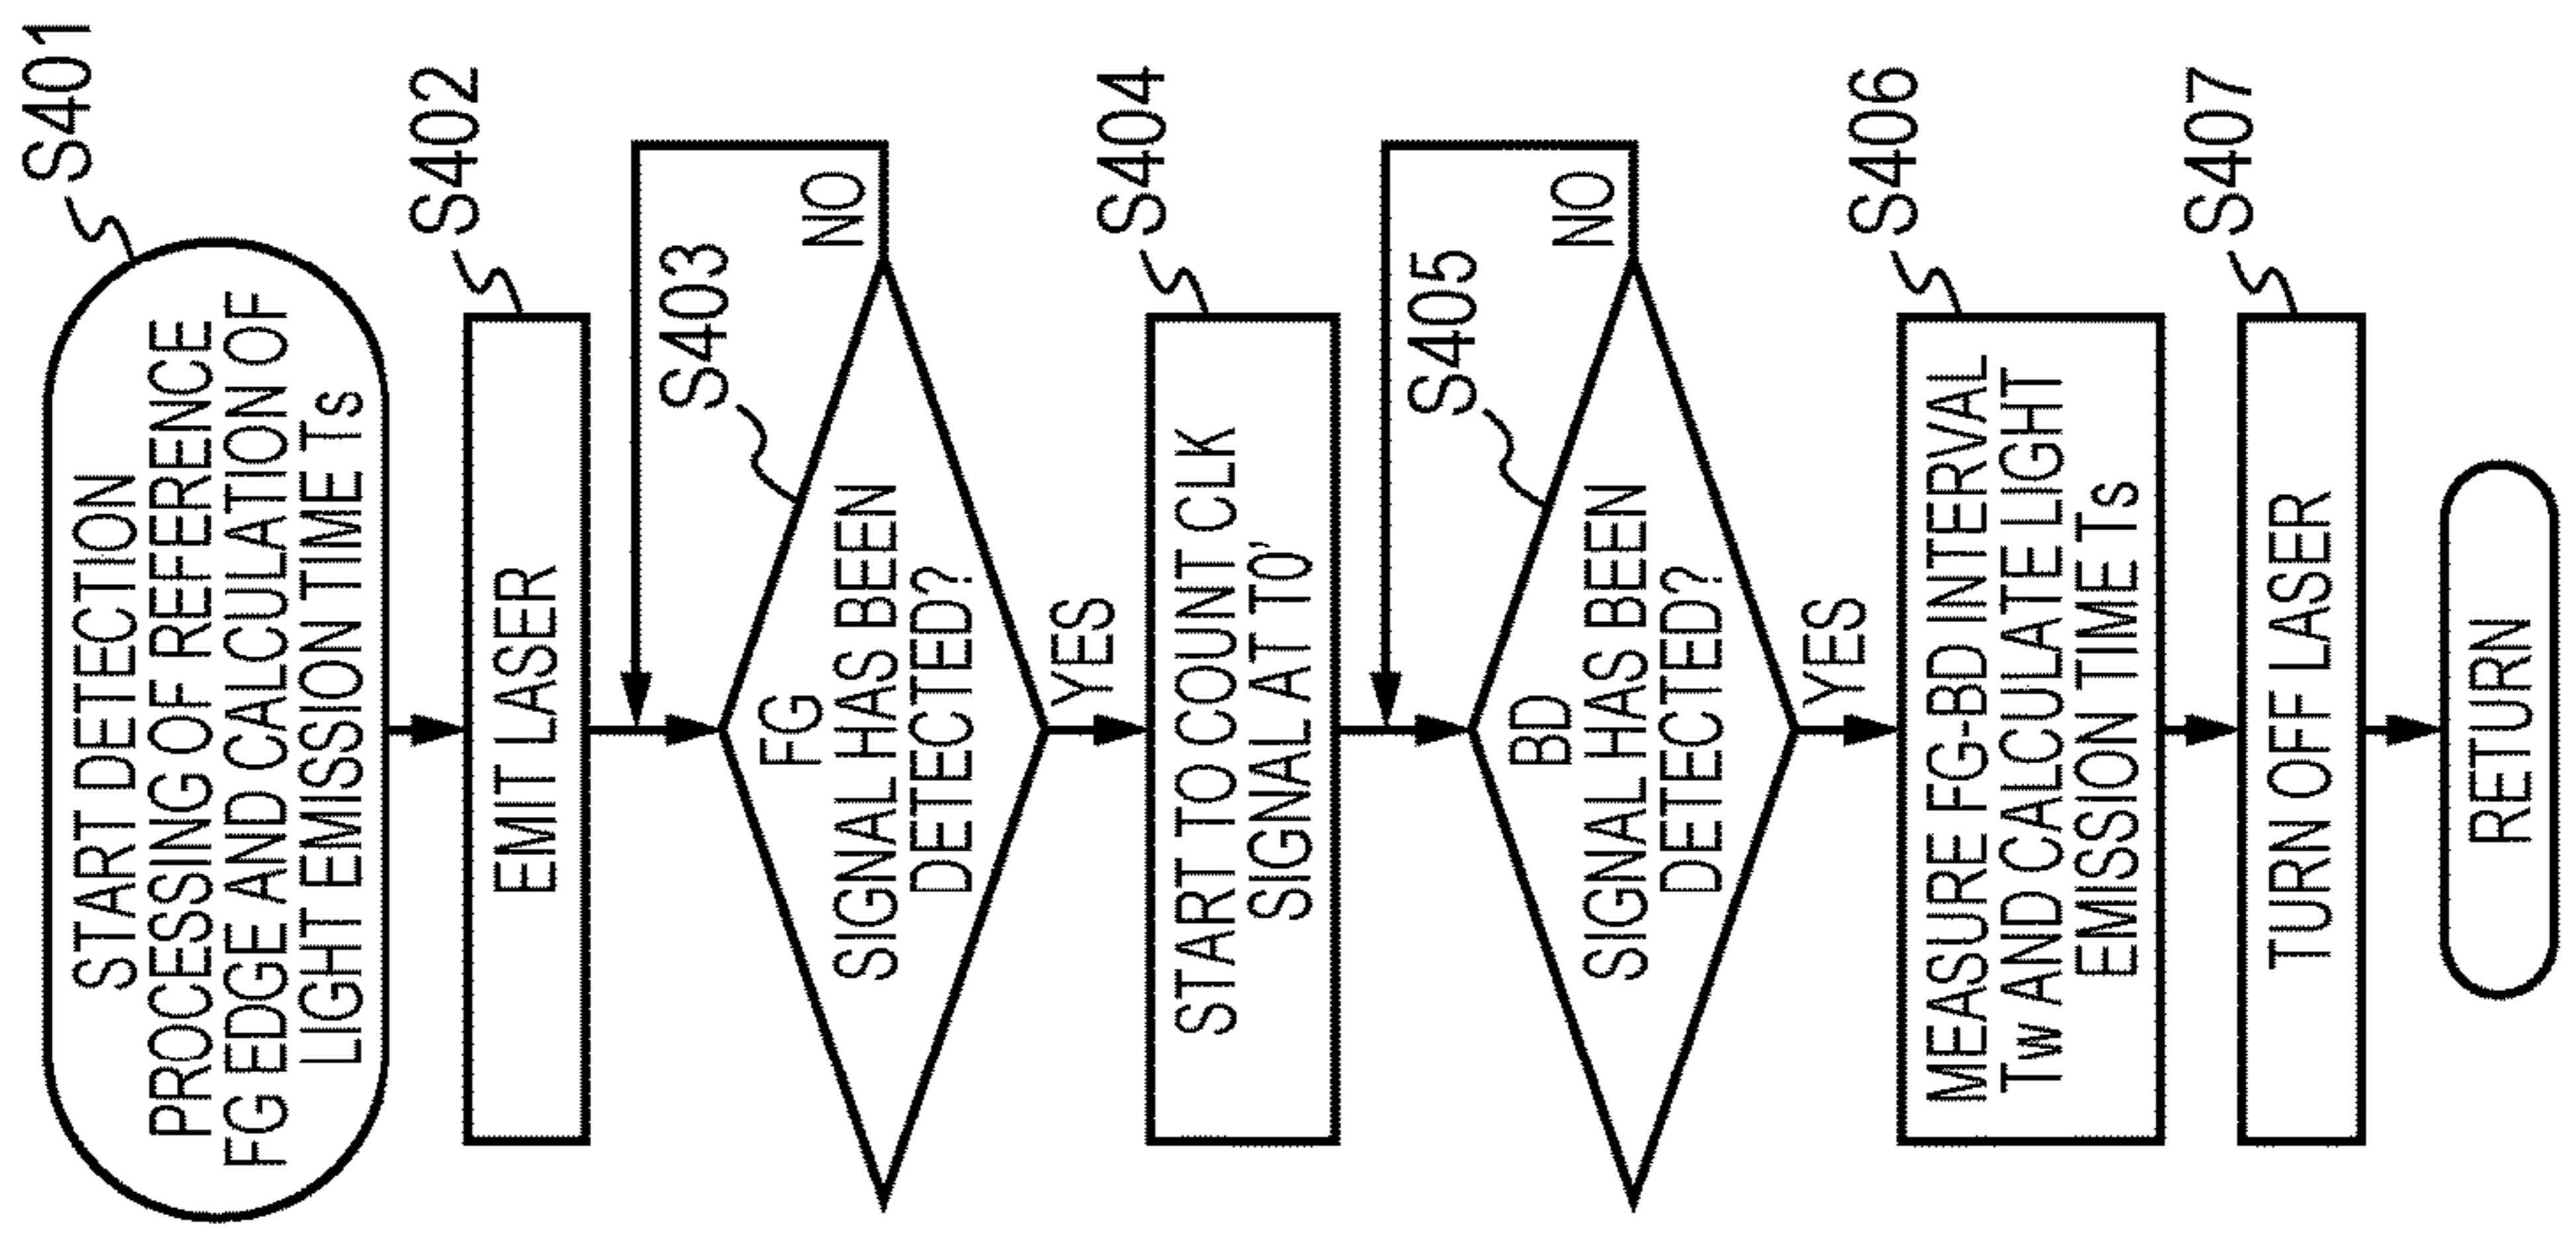 S401
START DETECTION
PROCESSING OF REFERENCE
FG EDGE AND CALCULATION OF
LIGHT EMISSION TIME Ts
S402
EMIT LASER
S403
FG
SIGNAL HAS BEEN
DETECTED?
NO
YES
S404
START TO COUNT CLK
SIGNAL AT T0'
S405
BD
SIGNAL HAS BEEN
DETECTED?
NO
YES
S406
MEASURE FG-BD INTERVAL
Tw AND CALCULATE LIGHT
EMISSION TIME Ts
S407
TURN OFF LASER
RETURN